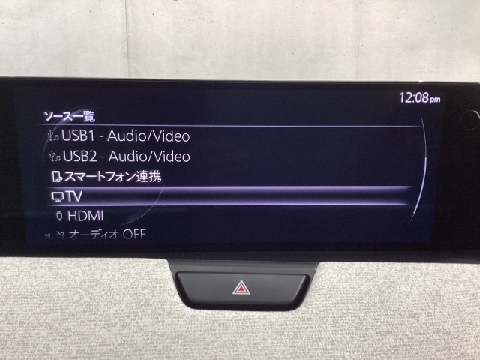 12:08pm
ソース一覧
USB1 - Audio/Video
USB2 - Audio/Video
スマートフォン連携
TV
HDMI
オーディオ OFF